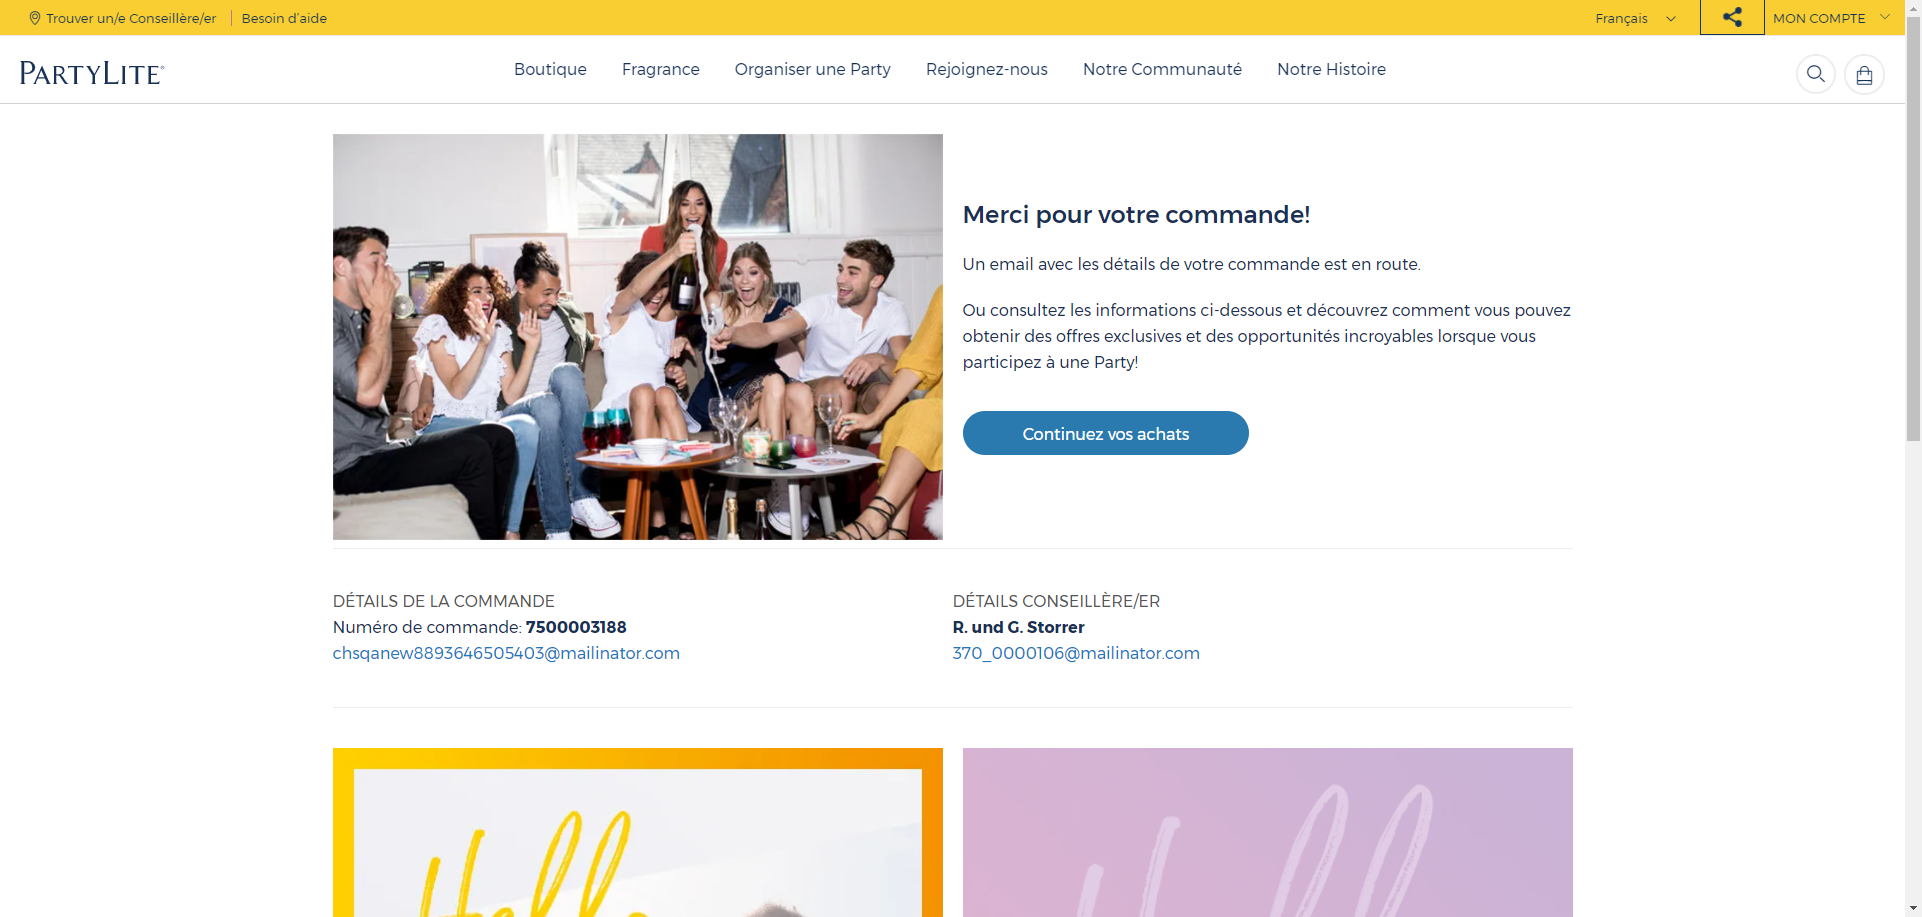 Trouver un/e Conseillère/er
Besoin d'aide
Français
MON COMPTE
PARTYLITE®
Boutique
Fragrance
Organiser une Party
Rejoignez-nous
Notre Communauté
Notre Histoire
Merci pour votre commande!
Un email avec les détails de votre commande est en route.
Ou consultez les informations ci-dessous et découvrez comment vous pouvez
obtenir des offres exclusives et des opportunités incroyables lorsque vous
participez à une Party!
Continuez vos achats
DÉTAILS DE LA COMMANDE
Numéro de commande: 7500003188
chsqanew8893646505403@mailinator.com
DÉTAILS CONSEILLÈRE/ER
R. und G. Storrer
370_0000106@mailinator.com
Hello
Hell